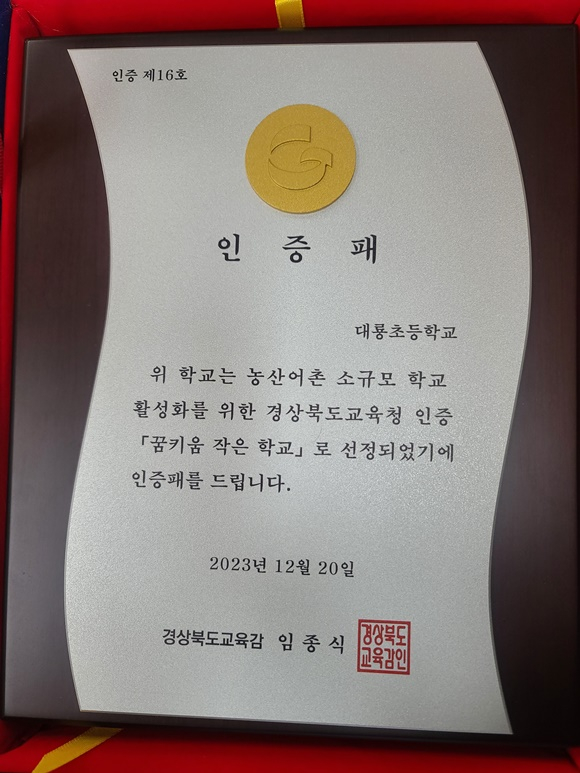 인증 제16호
인 증 패
대룡초등학교
위 학교는 농산어촌 소규모 학교
활성화를 위한 경상북도교육청 인증
「꿈키움 작은 학교」로 선정되었기에
인증패를 드립니다.
2023년 12월 20일
경상북도교육감 임종식
경상북도
교육감인